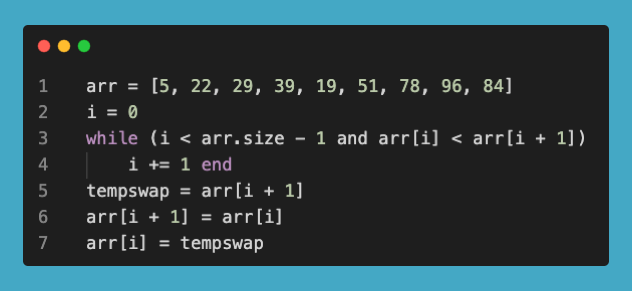 1 arr = [5, 22, 29, 39, 19, 51, 78, 96, 84]
2 i = 0
3 while (i < arr.size - 1 and arr[i] < arr[i + 1])
4     i += 1 end
5 tempswap = arr[i + 1]
6 arr[i + 1] = arr[i]
7 arr[i] = tempswap